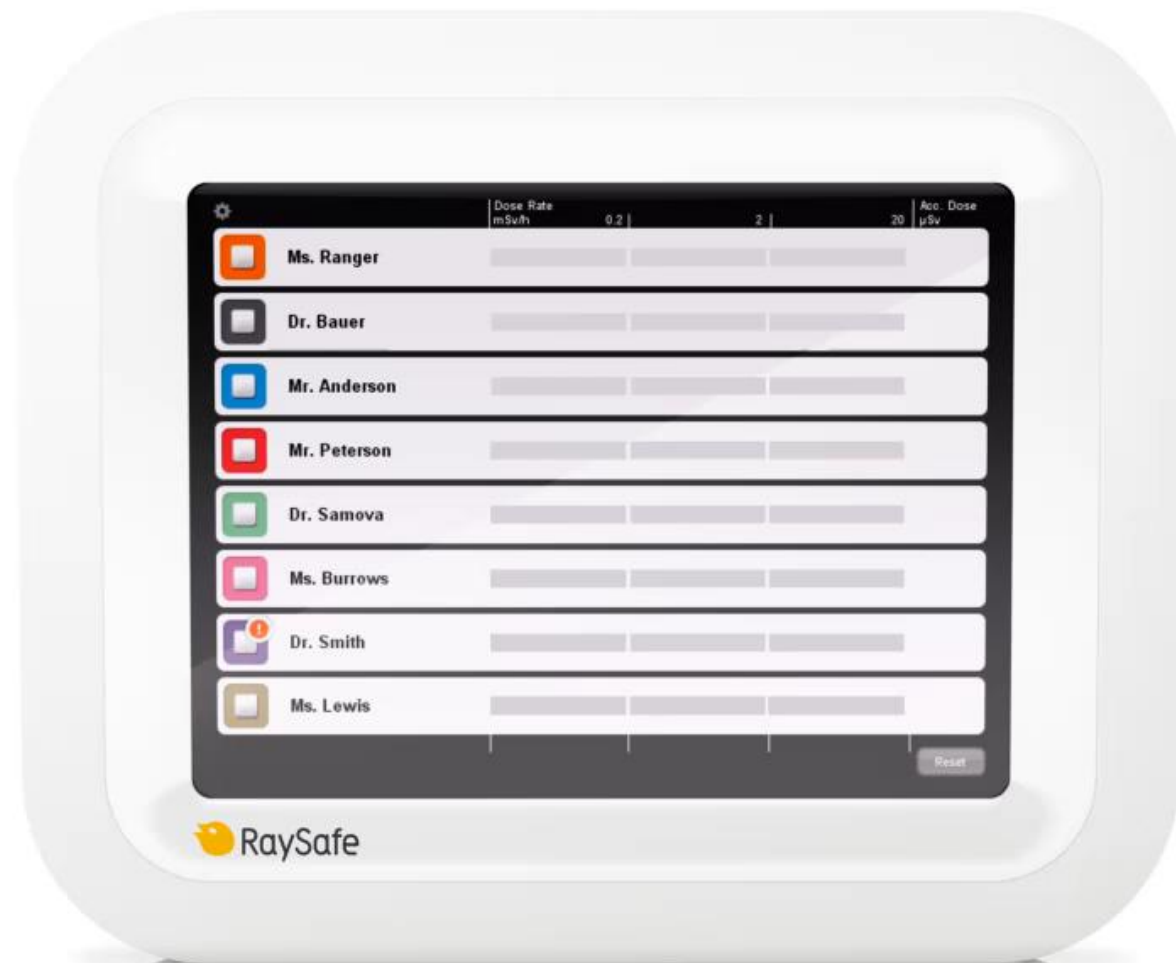 Dose Rate Acc. Dose
mSv/h 0.2 2 20 µSv
Ms. Ranger
Dr. Bauer
Mr. Anderson
Mr. Peterson
Dr. Samova
Ms. Burrows
!
Dr. Smith
Ms. Lewis
Reset
RaySafe